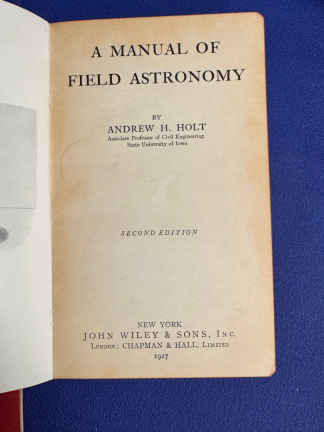 A MANUAL OF
FIELD ASTRONOMY
BY
ANDREW H. HOLT
Associate Professor of Civil Engineering
State University of Iowa
SECOND EDITION
NEW YORK
JOHN WILEY & SONS, Inc.
London: CHAPMAN & HALL, Limited
1927